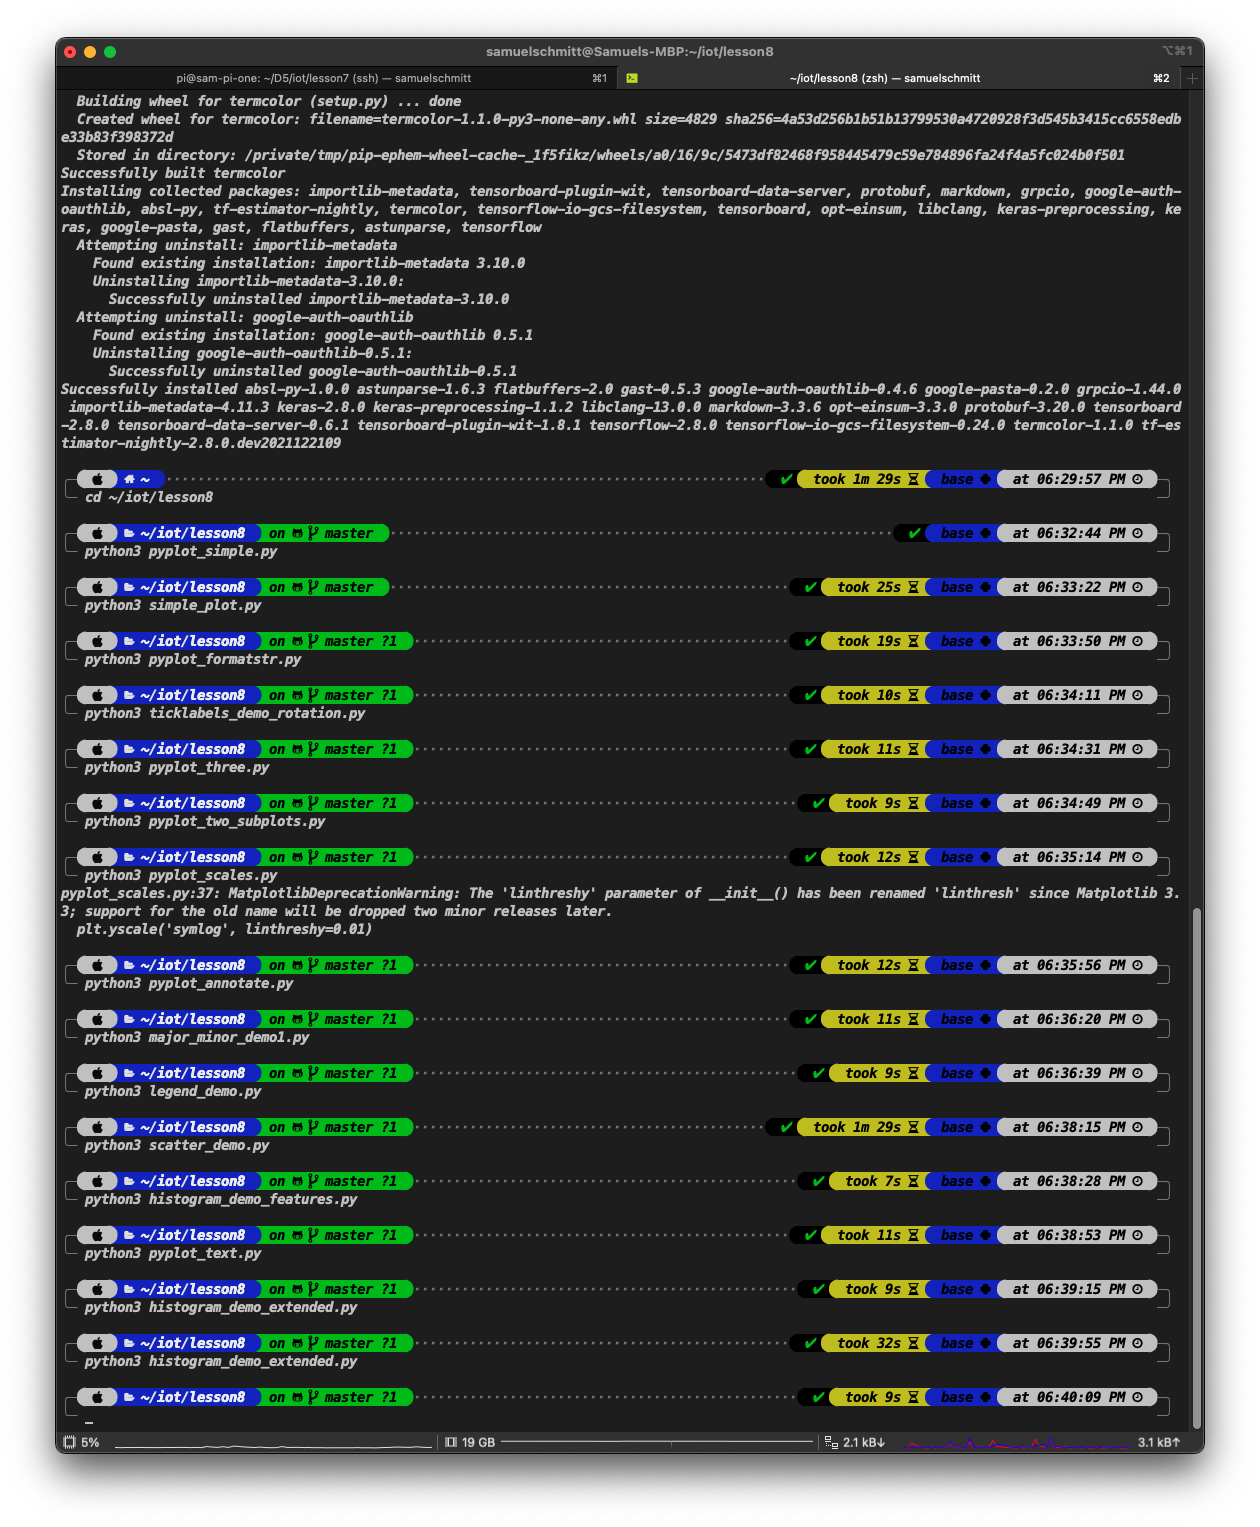 samuelschmitt@Samuels-MBP:~/iot/lesson8
⌥⌘1
pi@sam-pi-one: ~/D5/iot/lesson7 (ssh) — samuelschmitt ⌘1
~/iot/lesson8 (zsh) — samuelschmitt ⌘2
Building wheel for termcolor (setup.py) ... done
Created wheel for termcolor: filename=termcolor-1.1.0-py3-none-any.whl size=4829 sha256=4a53d256b1b51b13799530a4720928f3d545b3415cc6558edb
e33b83f398372d
Stored in directory: /private/tmp/pip-ephem-wheel-cache-_1f5fikz/wheels/a0/16/9c/5473df82468f958445479c59e784896fa24f4a5fc024b0f501
Successfully built termcolor
Installing collected packages: importlib-metadata, tensorboard-plugin-wit, tensorboard-data-server, protobuf, markdown, grpcio, google-auth-
oauthlib, absl-py, tf-estimator-nightly, termcolor, tensorflow-io-gcs-filesystem, tensorboard, opt-einsum, libclang, keras-preprocessing, ke
ras, google-pasta, gast, flatbuffers, astunparse, tensorflow
Attempting uninstall: importlib-metadata
Found existing installation: importlib-metadata 3.10.0
Uninstalling importlib-metadata-3.10.0:
Successfully uninstalled importlib-metadata-3.10.0
Attempting uninstall: google-auth-oauthlib
Found existing installation: google-auth-oauthlib 0.5.1
Uninstalling google-auth-oauthlib-0.5.1:
Successfully uninstalled google-auth-oauthlib-0.5.1
Successfully installed absl-py-1.0.0 astunparse-1.6.3 flatbuffers-2.0 gast-0.5.3 google-auth-oauthlib-0.4.6 google-pasta-0.2.0 grpcio-1.44.0
importlib-metadata-4.11.3 keras-2.8.0 keras-preprocessing-1.1.2 libclang-13.0.0 markdown-3.3.6 opt-einsum-3.3.0 protobuf-3.20.0 tensorboard
-2.8.0 tensorboard-data-server-0.6.1 tensorboard-plugin-wit-1.8.1 tensorflow-2.8.0 tensorflow-io-gcs-filesystem-0.24.0 termcolor-1.1.0 tf-es
timator-nightly-2.8.0.dev2021122109
~ ✔ took 1m 29s base at 06:29:57 PM
cd ~/iot/lesson8
~/iot/lesson8 on master ✔ base at 06:32:44 PM
python3 pyplot_simple.py
~/iot/lesson8 on master ✔ took 25s base at 06:33:22 PM
python3 simple_plot.py
~/iot/lesson8 on master ?1 ✔ took 19s base at 06:33:50 PM
python3 pyplot_formatstr.py
~/iot/lesson8 on master ?1 ✔ took 10s base at 06:34:11 PM
python3 ticklabels_demo_rotation.py
~/iot/lesson8 on master ?1 ✔ took 11s base at 06:34:31 PM
python3 pyplot_three.py
~/iot/lesson8 on master ?1 ✔ took 9s base at 06:34:49 PM
python3 pyplot_two_subplots.py
~/iot/lesson8 on master ?1 ✔ took 12s base at 06:35:14 PM
python3 pyplot_scales.py
pyplot_scales.py:37: MatplotlibDeprecationWarning: The 'linthreshy' parameter of __init__() has been renamed 'linthresh' since Matplotlib 3.
3; support for the old name will be dropped two minor releases later.
plt.yscale('symlog', linthreshy=0.01)
~/iot/lesson8 on master ?1 ✔ took 12s base at 06:35:56 PM
python3 pyplot_annotate.py
~/iot/lesson8 on master ?1 ✔ took 11s base at 06:36:20 PM
python3 major_minor_demo1.py
~/iot/lesson8 on master ?1 ✔ took 9s base at 06:36:39 PM
python3 legend_demo.py
~/iot/lesson8 on master ?1 ✔ took 1m 29s base at 06:38:15 PM
python3 scatter_demo.py
~/iot/lesson8 on master ?1 ✔ took 7s base at 06:38:28 PM
python3 histogram_demo_features.py
~/iot/lesson8 on master ?1 ✔ took 11s base at 06:38:53 PM
python3 pyplot_text.py
~/iot/lesson8 on master ?1 ✔ took 9s base at 06:39:15 PM
python3 histogram_demo_extended.py
~/iot/lesson8 on master ?1 ✔ took 32s base at 06:39:55 PM
python3 histogram_demo_extended.py
~/iot/lesson8 on master ?1 ✔ took 9s base at 06:40:09 PM
5% 19 GB 2.1 kB↓ 3.1 kB↑